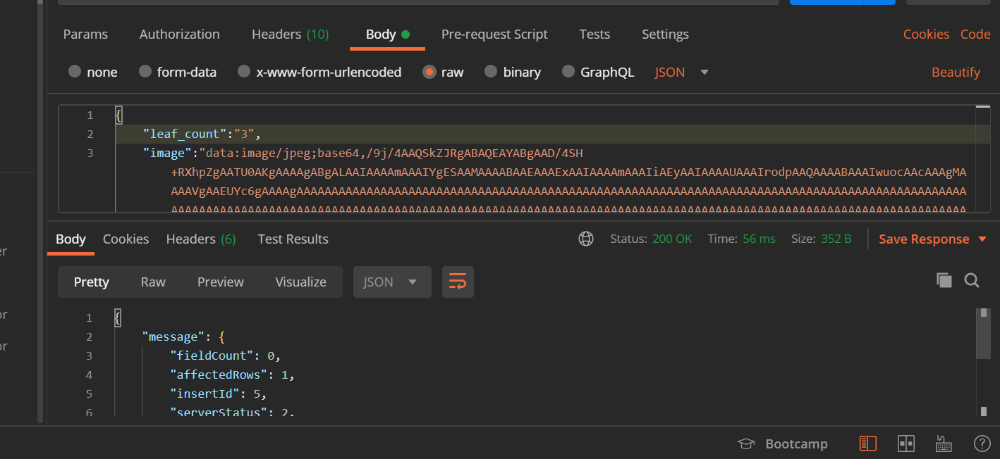 Params Authorization Headers (10) Body Pre-request Script Tests Settings Cookies Code
none form-data x-www-form-urlencoded raw binary GraphQL JSON Beautify
1 {
2 "leaf_count":"3",
3 "image":"data:image/jpeg;base64,/9j/4AAQSkZJRgABAQEAYABgAAD/4SH
+RXhpZgAATU0AKgAAAAgABgALAAIAAAAmAAAIYgESAAMAAAABAAEAAAExAAIAAAAmAAAIiAEyAAIAAAAUAAAIrodpAAQAAAABAAAIwuocAAcAAAgMA
Body Cookies Headers (6) Test Results Status: 200 OK Time: 56 ms Size: 352 B Save Response
Pretty Raw Preview Visualize JSON
1 {
2 "message": {
3 "fieldCount": 0,
4 "affectedRows": 1,
5 "insertId": 5,
6 "serverStatus": 2,
er
or
or
Bootcamp